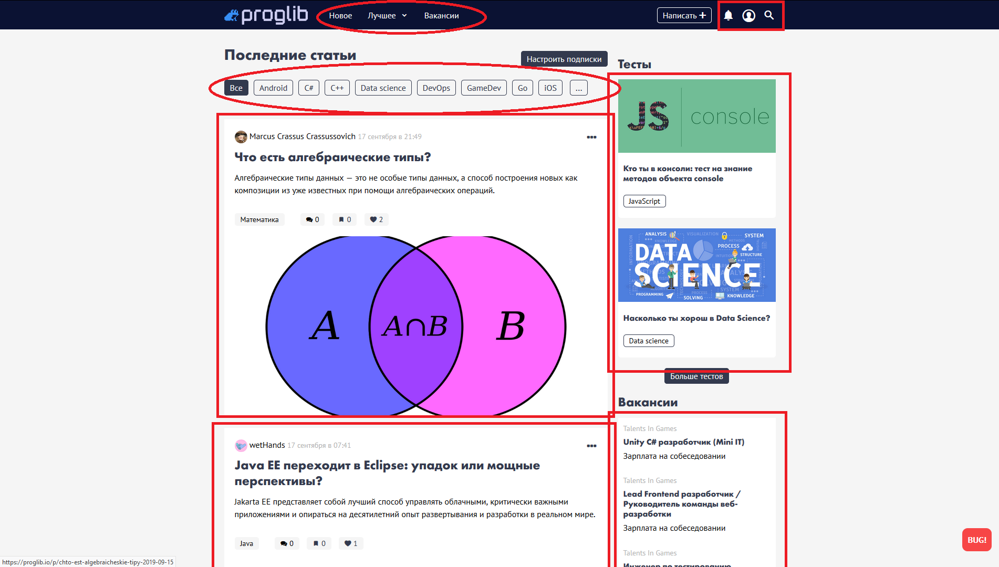 proglib
Новое Лучшее Вакансии
Написать +
Последние статьи
Настроить подписки
Все Android C# C++ Data science DevOps GameDev Go iOS ...
Marcus Crassus Crassussovich 17 сентября в 21:49
Что есть алгебраические типы?
Алгебраические типы данных — это не особые типы данных, а способ построения новых как
композиции из уже известных при помощи алгебраических операций.
Математика 0 0 2
A A∩B B
wetHands 17 сентября в 07:41
Java EE переходит в Eclipse: упадок или мощные
перспективы?
Jakarta EE представляет собой лучший способ управлять облачными, критически важными
приложениями и опираться на десятилетний опыт развертывания и разработки в реальном мире.
Java 0 0 1
Тесты
JS console
Кто ты в консоли: тест на знание
методов объекта console
JavaScript
ANALYSIS VISUALIZATION SYSTEM
PROCESS
STRUCTURE
DATA
SCIENCE
PROGRAMMING SOLVING KNOWLEDGE
Насколько ты хорош в Data Science?
Data science
Больше тестов
Вакансии
Talents In Games
Unity C# разработчик (Mini IT)
Зарплата на собеседовании
Talents In Games
Lead Frontend разработчик /
Руководитель команды веб-
разработки
Зарплата на собеседовании
Talents In Games
Инженер по тестированию
BUG!
https://proglib.io/p/chto-est-algebraicheskie-tipy-2019-09-15